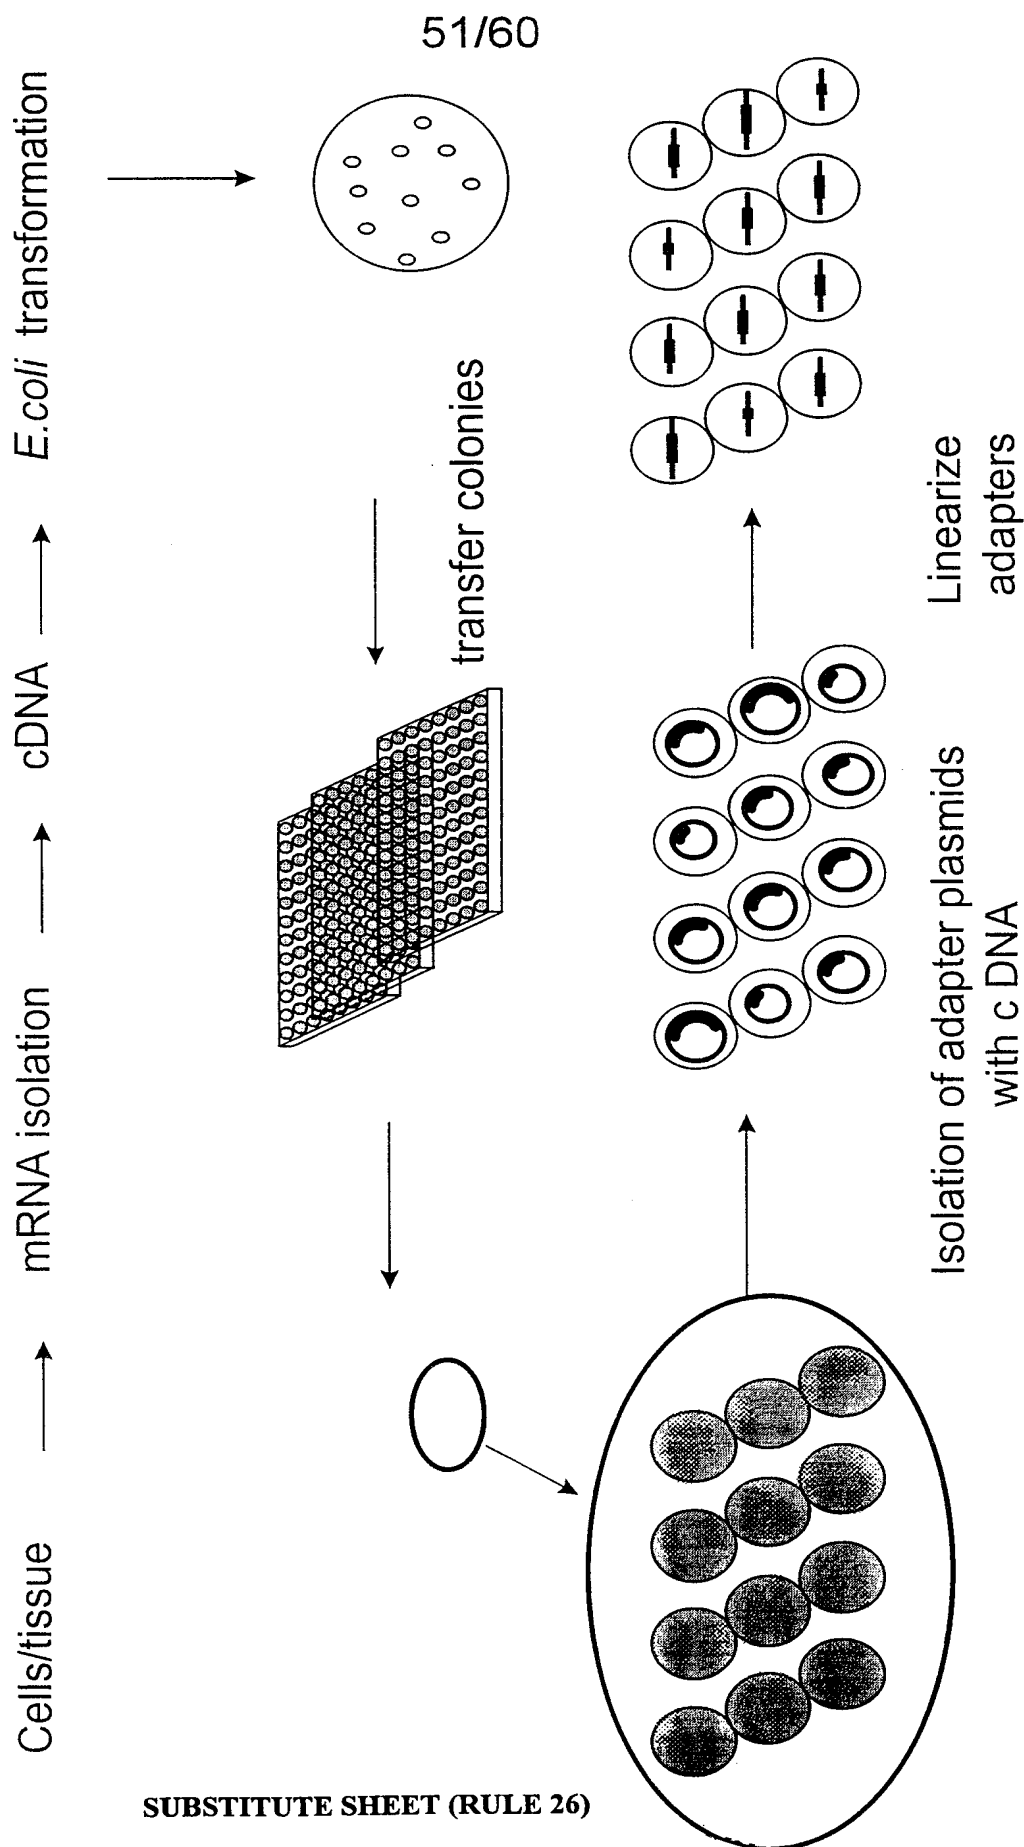 51/60
Cells/tissue → mRNA isolation → cDNA → E.coli transformation
transfer colonies
Isolation of adapter plasmids
with c DNA
Linearize
adapters
SUBSTITUTE SHEET (RULE 26)